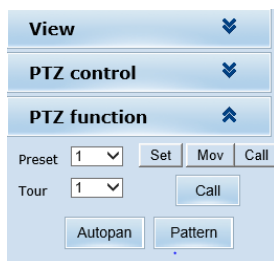 View
PTZ control
PTZ function
Preset 1 Set Mov Call
Tour 1 Call
Autopan Pattern